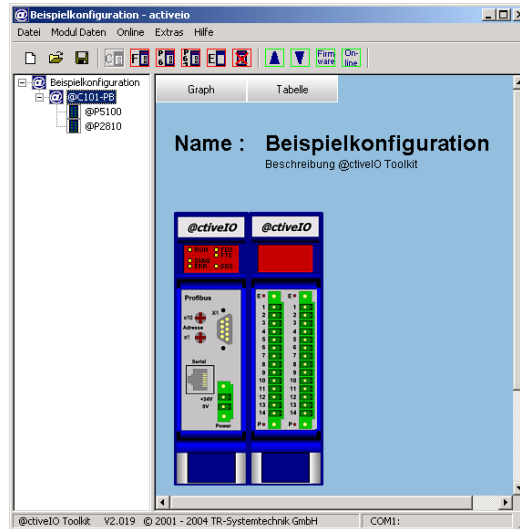 Beispielkonfiguration - activeio
Datei Modul Daten Online Extras Hilfe
Firm ware On-line
Beispielkonfiguration
@C101-PB
@P5100
@P2810
Graph Tabelle
Name : Beispielkonfiguration
Beschreibung @ctiveIO Toolkit
@ctiveIO @ctiveIO
RUN
DIAG
ERR
Profibus
x10 X1
Adresse
x1
Serial
+24V
0V
Power
E E
1 1
2 2
3 3
4 4
5 5
6 6
7 7
8 8
9 9
10 10
11 11
12 12
13 13
14 14
P P
@ctiveIO Toolkit V2.019 © 2001 - 2004 TR-Systemtechnik GmbH COM1: